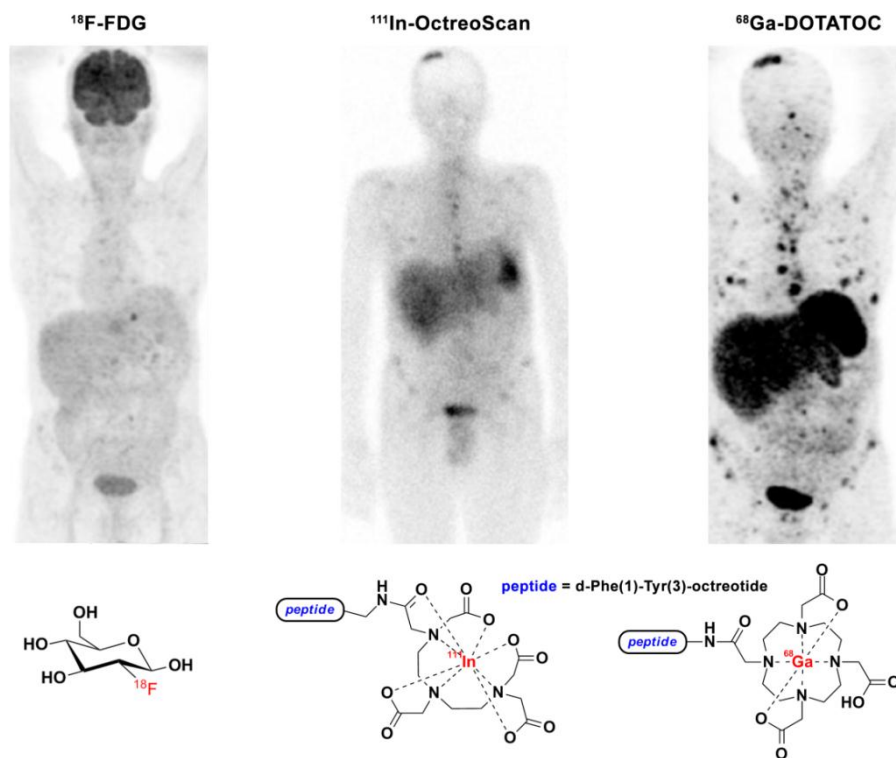 ¹⁸F-FDG
¹¹¹In-OctreoScan
⁶⁸Ga-DOTATOC
peptide = d-Phe(1)-Tyr(3)-octreotide
OH
HO
HO
O
OH
¹⁸F
peptide
HN
O
O
O
N
¹¹¹In
O
O
N
N
O
O
O
O
peptide
H
N
O
O
O
N
N
⁶⁸Ga
N
N
O
O
O
HO